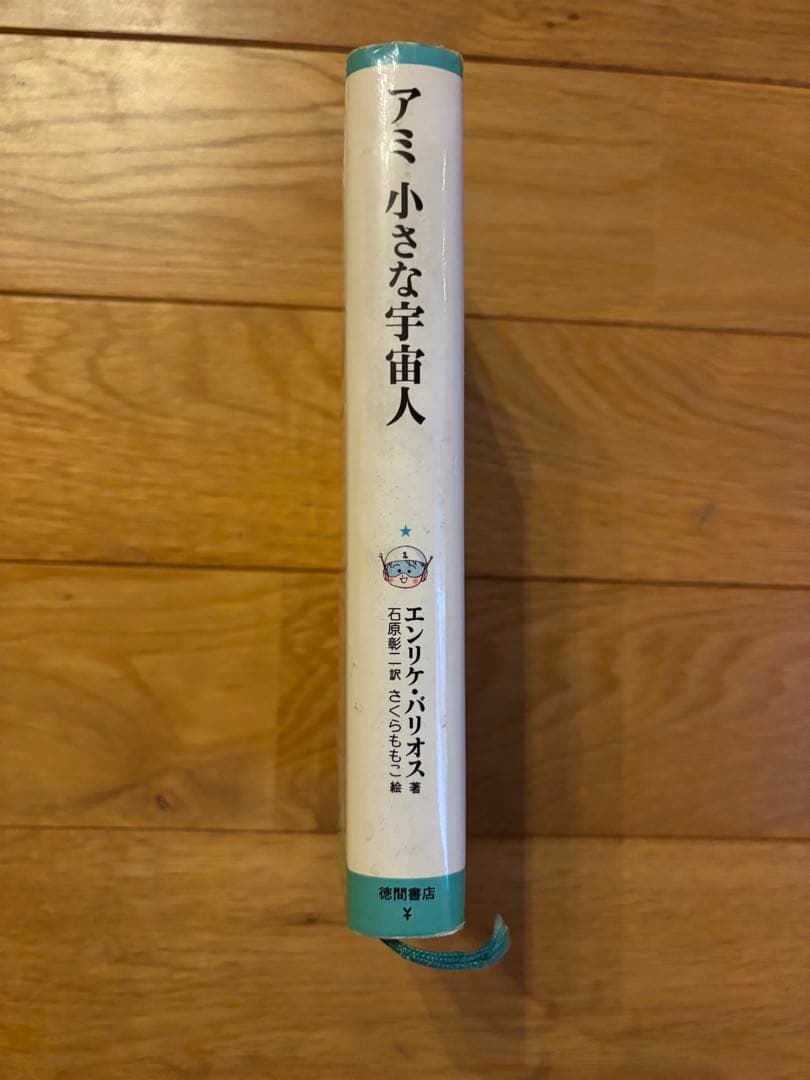 アミ 小さな宇宙人
エンリケ・バリオス 著
石原彰二 訳 さくらももこ 絵
徳間書店
¥